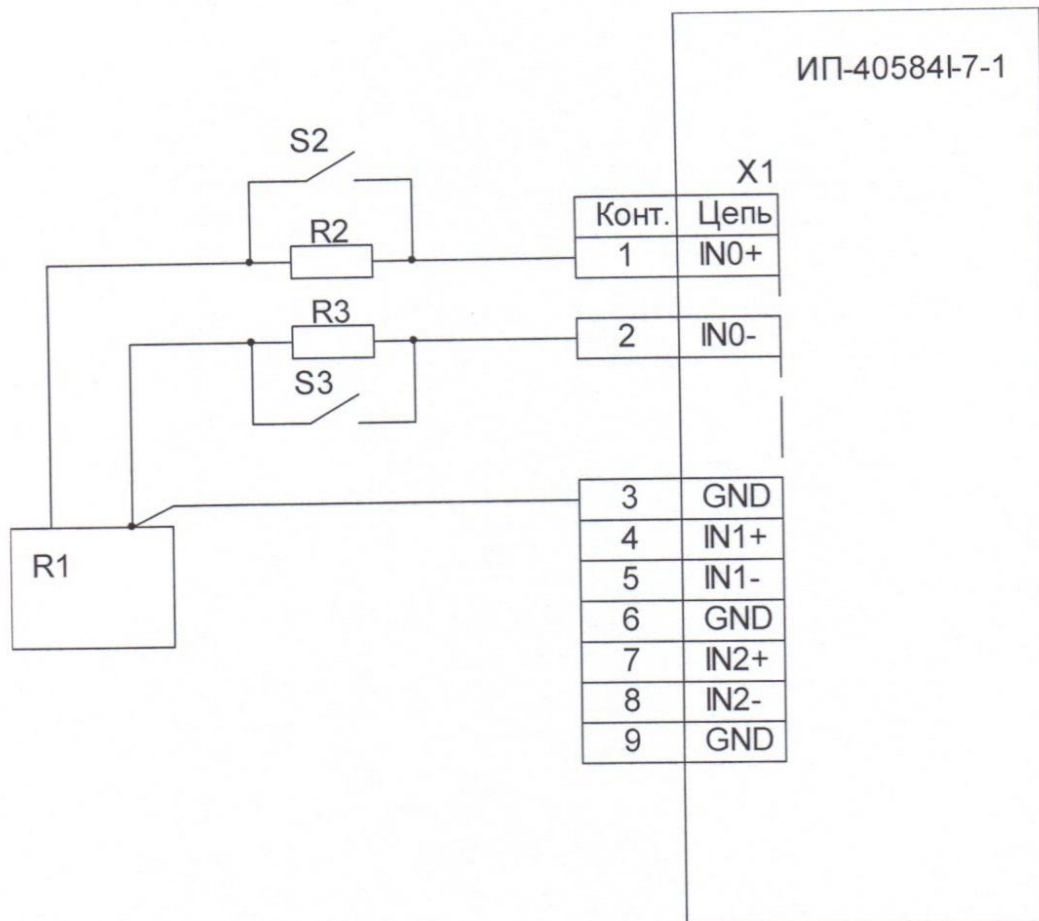 ИП-40584I-7-1
S2
X1
Конт. Цепь
R2
1 IN0+
R3
2 IN0-
S3
3 GND
4 IN1+
R1
5 IN1-
6 GND
7 IN2+
8 IN2-
9 GND